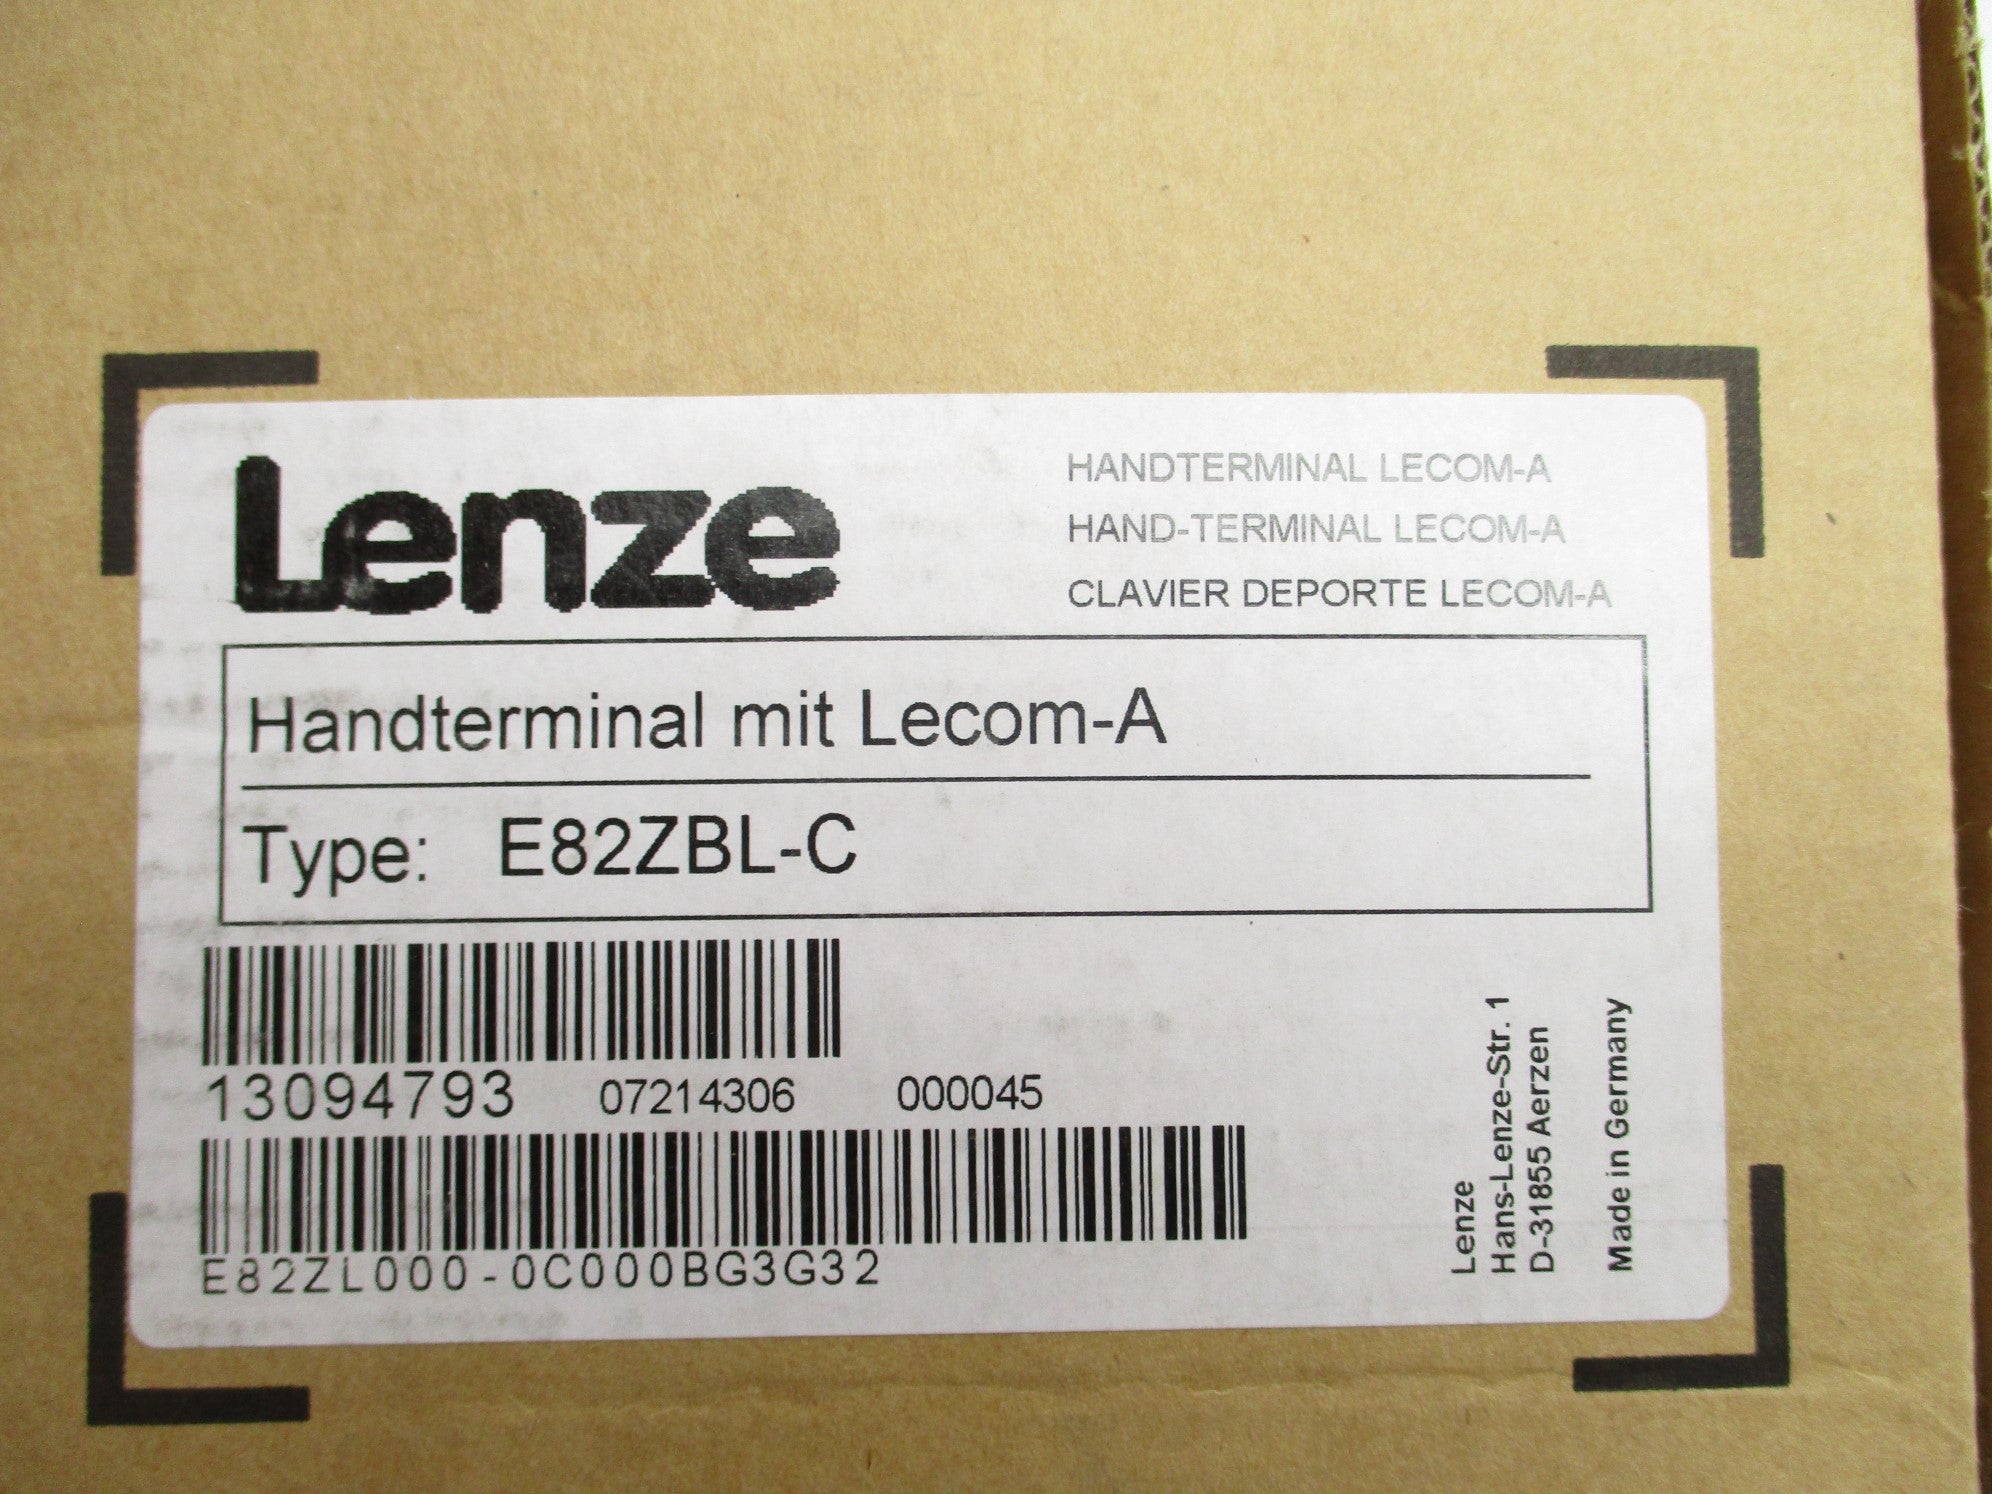 Lenze
HANDTERMINAL LECOM-A
HAND-TERMINAL LECOM-A
CLAVIER DEPORTE LECOM-A
Handterminal mit Lecom-A
Type: E82ZBL-C
13094793 07214306 000045
E82ZL000-0C000BG3G32
Lenze
Hans-Lenze-Str. 1
D-31855 Aerzen
Made in Germany